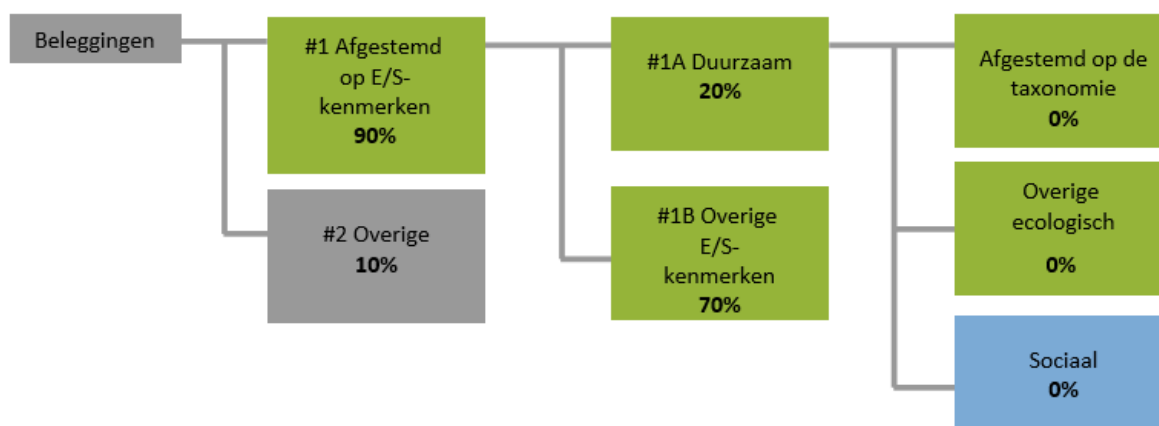 Beleggingen
#1 Afgestemd
op E/S-
kenmerken
90%
#2 Overige
10%
#1A Duurzaam
20%
#1B Overige
E/S-
kenmerken
70%
Afgestemd op de
taxonomie
0%
Overige
ecologisch
0%
Sociaal
0%